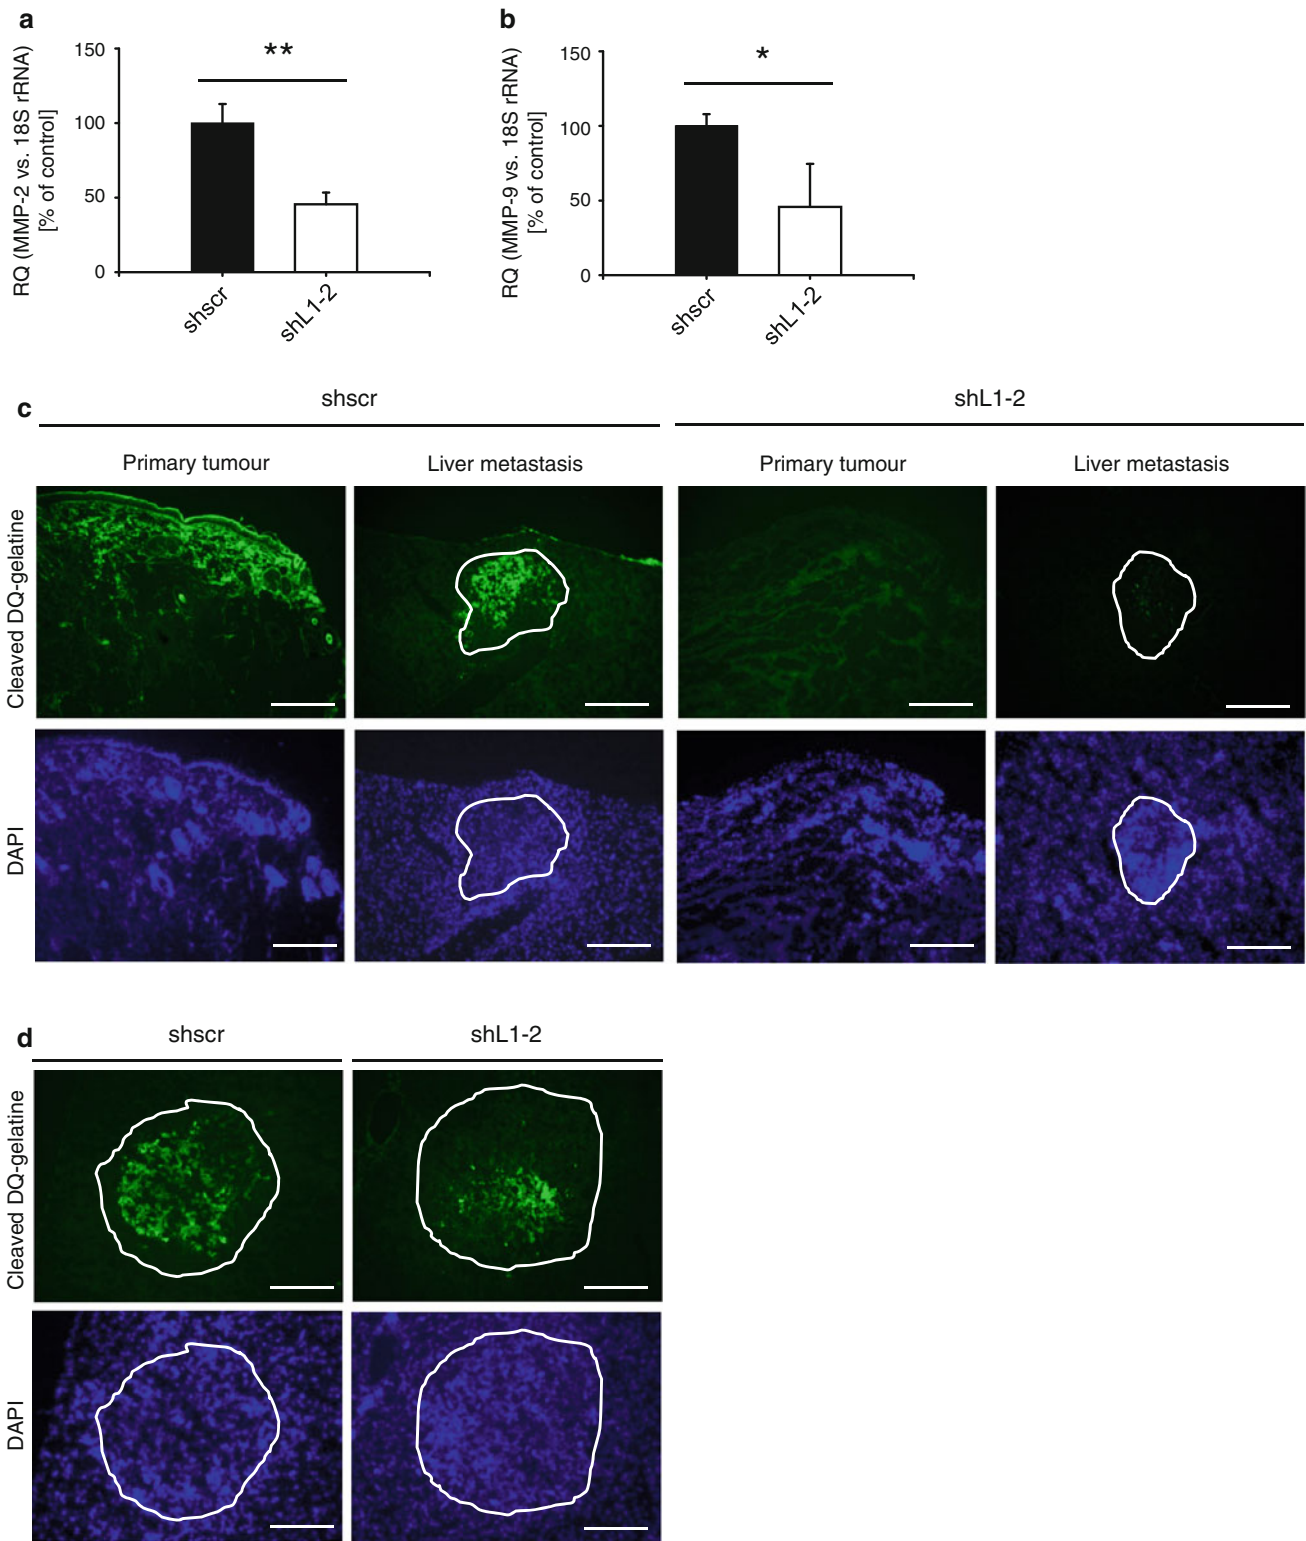 a
RQ (MMP-2 vs. 18S rRNA)
[% of control]
150
100
50
0
**
shscr
shL1-2
b
RQ (MMP-9 vs. 18S rRNA)
[% of control]
150
100
50
0
*
shscr
shL1-2
c
shscr
shL1-2
Primary tumour
Liver metastasis
Primary tumour
Liver metastasis
Cleaved DQ-gelatine
DAPI
d
shscr
shL1-2
Cleaved DQ-gelatine
DAPI